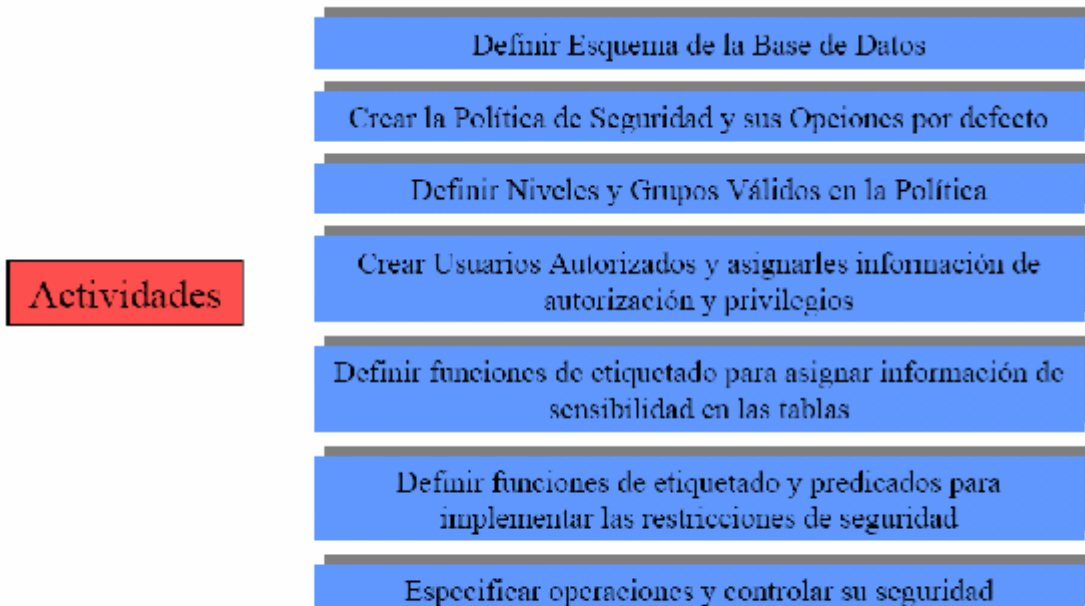 Definir Esquema de la Base de Datos
Crear la Política de Seguridad y sus Opciones por defecto
Definir Niveles y Grupos Válidos en la Política
Crear Usuarios Autorizados y asignarles información de
autorización y privilegios
Actividades
Definir funciones de etiquetado para asignar información de
sensibilidad en las tablas
Definir funciones de etiquetado y predicados para
implementar las restricciones de seguridad
Especificar operaciones y controlar su seguridad